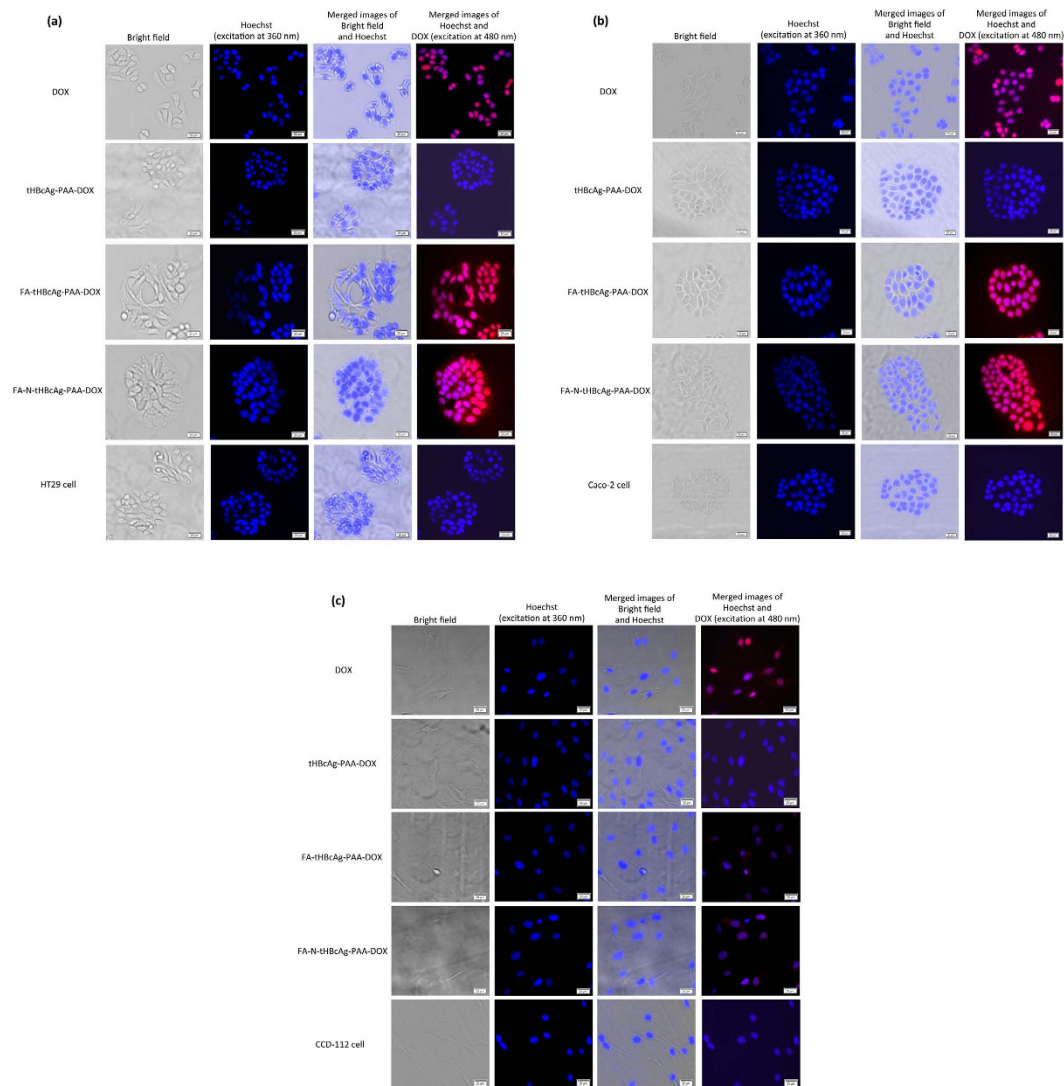 (a)
Bright field
Hoechst
(excitation at 360 nm)
Merged images of
Bright field
and Hoechst
Merged images of
Hoechst and
DOX (excitation at 480 nm)
DOX
tHBcAg-PAA-DOX
FA-tHBcAg-PAA-DOX
FA-N-tHBcAg-PAA-DOX
HT29 cell
(b)
Bright field
Hoechst
(excitation at 360 nm)
Merged images of
Bright field
and Hoechst
Merged images of
Hoechst and
DOX (excitation at 480 nm)
DOX
tHBcAg-PAA-DOX
FA-tHBcAg-PAA-DOX
FA-N-tHBcAg-PAA-DOX
Caco-2 cell
(c)
Bright field
Hoechst
(excitation at 360 nm)
Merged images of
Bright field
and Hoechst
Merged images of
Hoechst and
DOX (excitation at 480 nm)
DOX
tHBcAg-PAA-DOX
FA-tHBcAg-PAA-DOX
FA-N-tHBcAg-PAA-DOX
CCD-112 cell